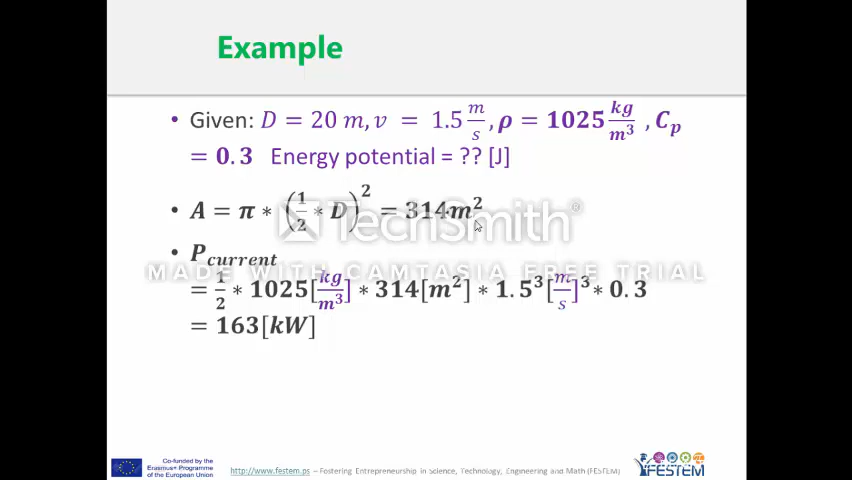 Example
• Given: D = 20 m, v = 1.5 m/s, ρ = 1025 kg/m³ , Cₚ
= 0.3 Energy potential = ?? [J]
• A = π * (1/2 * D)² = 314m²
TechSmith®
• P_current
MADE WITH CAMTASIA FREE TRIAL
= 1/2 * 1025[kg/m³] * 314[m²] * 1.5³[m/s]³ * 0.3
= 163[kW]
Co-funded by the
Erasmus+ Programme
of the European Union
http://www.festem.ps – Fostering Entrepreneurship in Science, Technology, Engineering and Math (FESTEM)
FESTEM